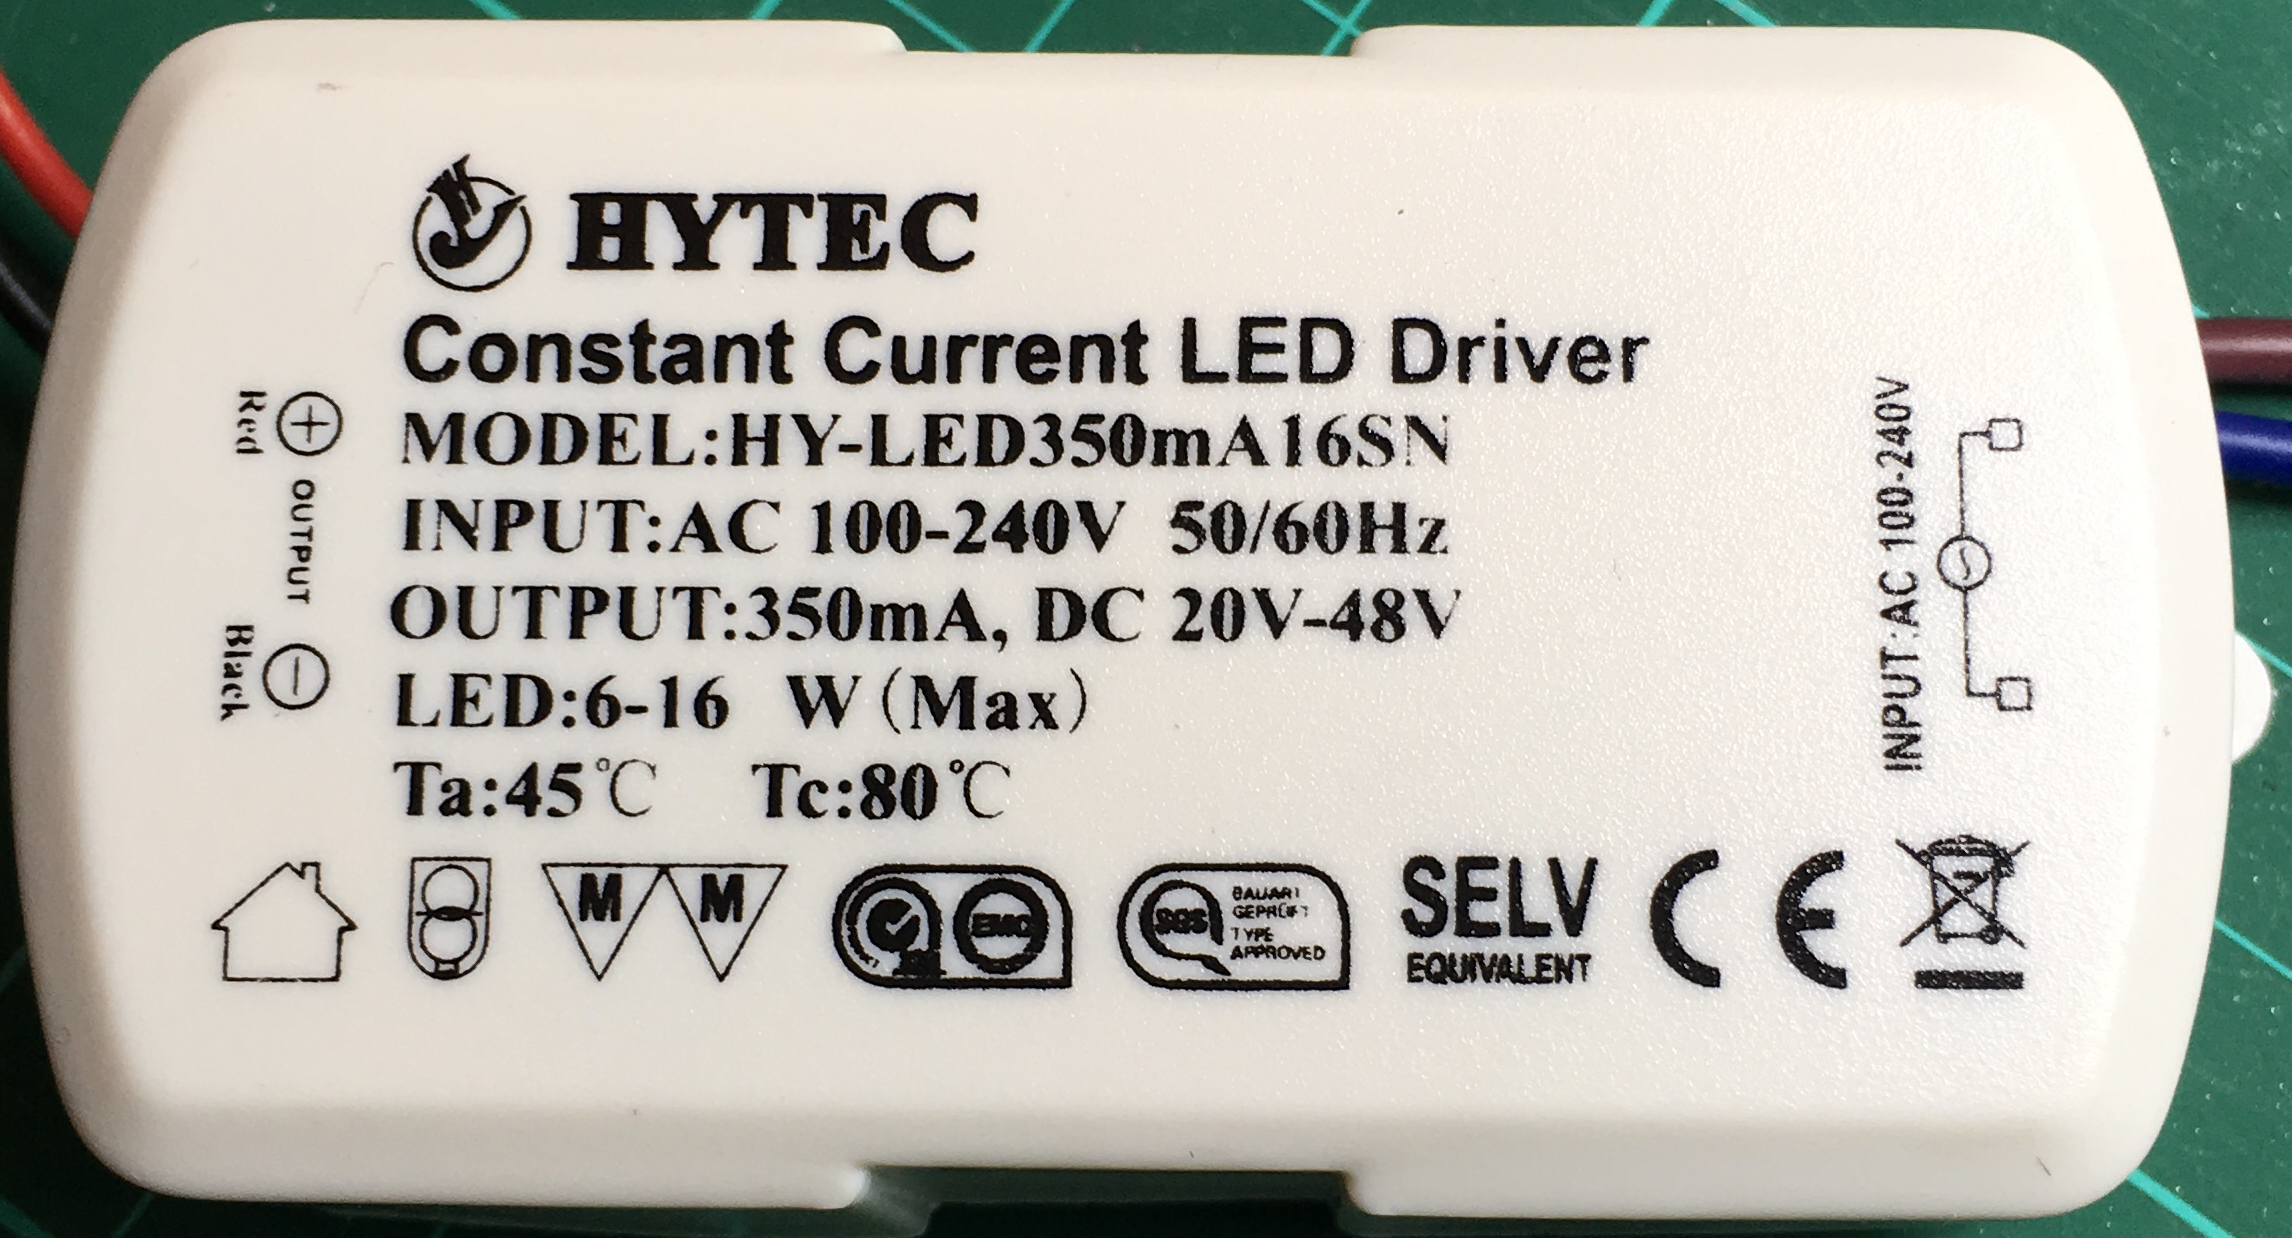 HYTEC
Constant Current LED Driver
MODEL:HY-LED350mA16SN
INPUT:AC 100-240V 50/60Hz
OUTPUT:350mA, DC 20V-48V
LED:6-16 W(Max)
Ta:45℃ Tc:80℃
Red
OUTPUT
Black
INPUT:AC 100-240V
M M
EMC
SGS
BAUART
GEPRÜFT
TYPE
APPROVED
SELV
EQUIVALENT
CE